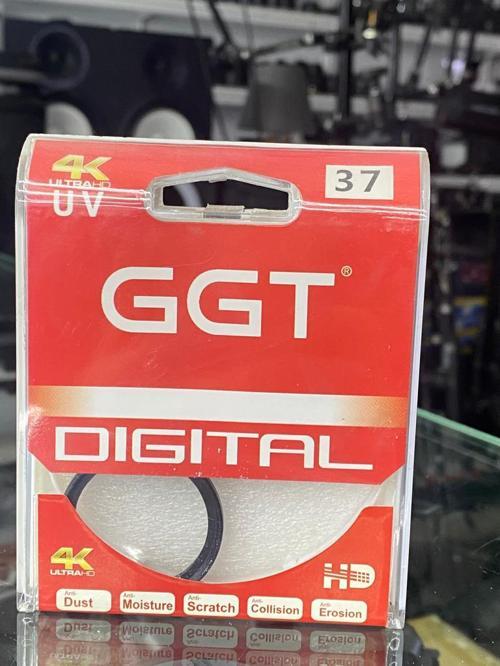 4K
ULTRA HD
UV
37
GGT®
DIGITAL
4K
ULTRA HD
HD
Anti-
Dust
Anti-
Moisture
Anti-
Scratch
Anti-
Collision
Anti-
Erosion